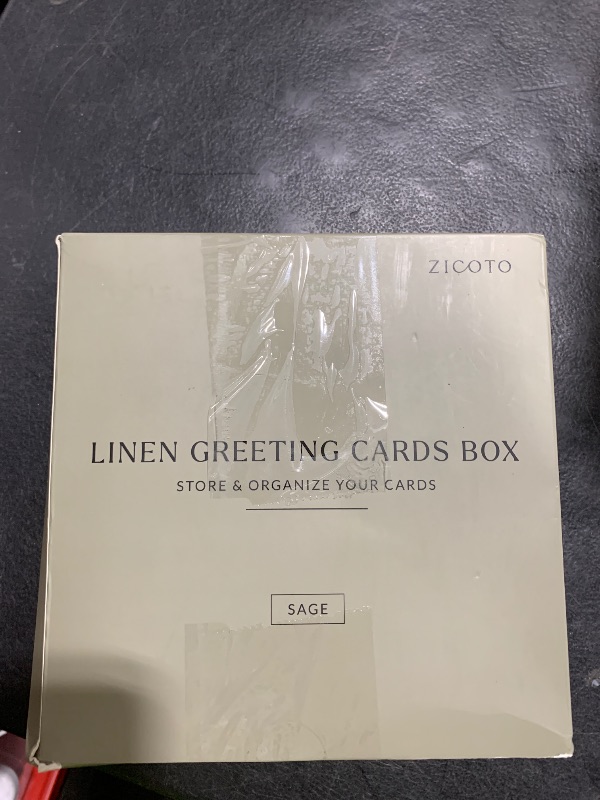 ZICOTO
LINEN GREETING CARDS BOX
STORE & ORGANIZE YOUR CARDS
SAGE